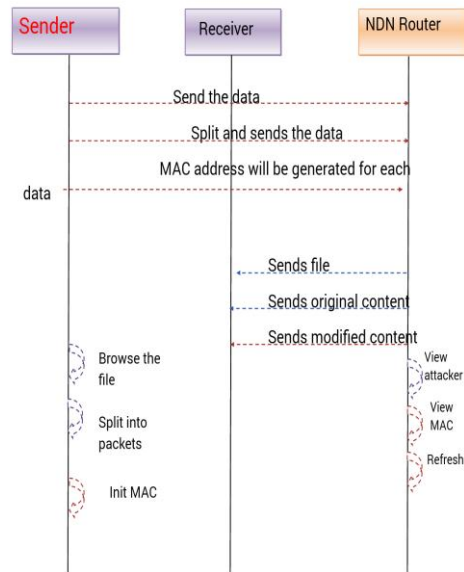 Sender
Receiver
NDN Router
Send the data
Split and sends the data
MAC address will be generated for each
data
Sends file
Sends original content
Sends modified content
Browse the
file
View
attacker
Split into
packets
View
MAC
Refresh
Init MAC